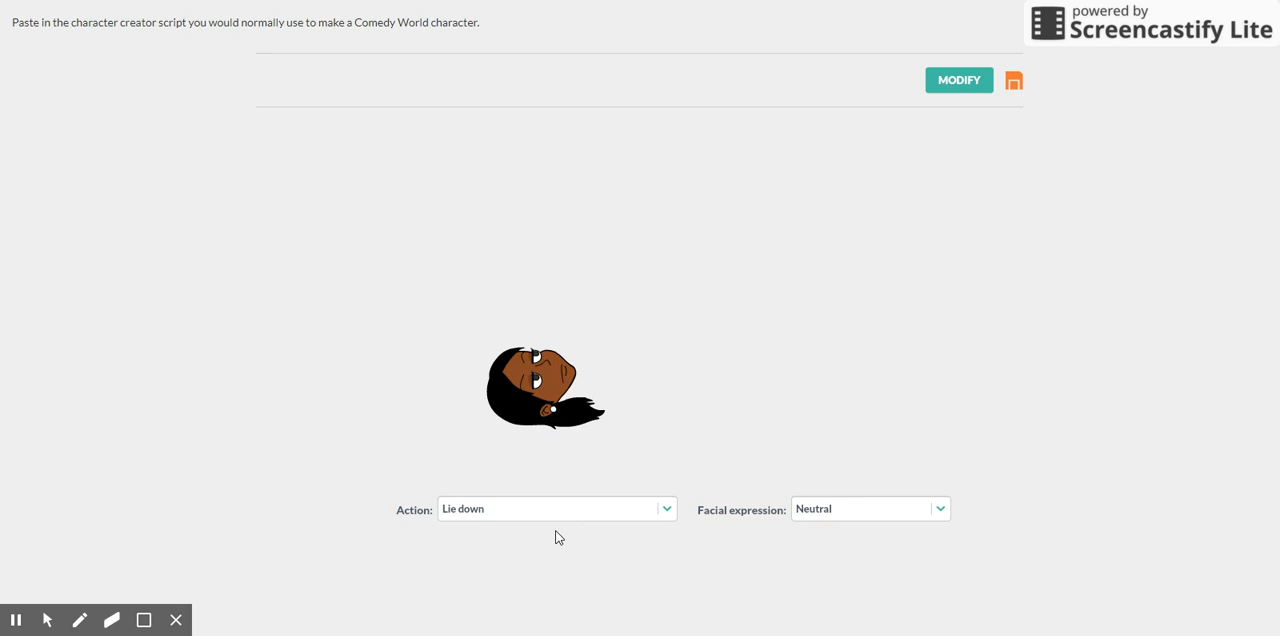 Paste in the character creator script you would normally use to make a Comedy World character.
powered by
Screencastify Lite
MODIFY
Action: Lie down Facial expression: Neutral